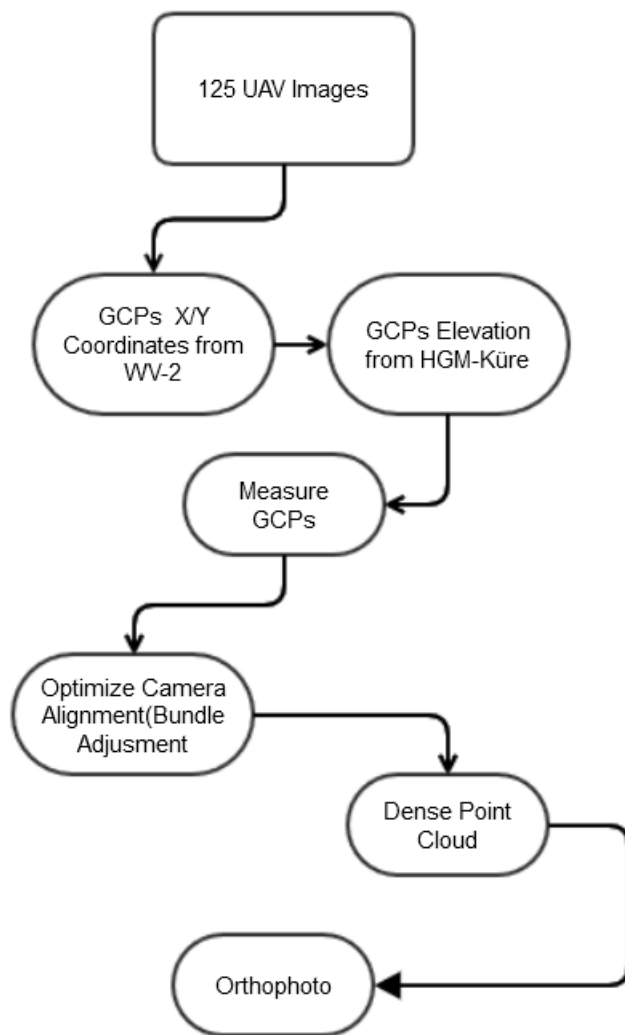 125 UAV Images
GCPs  X/Y
Coordinates from
WV-2
GCPs Elevation
from HGM-Küre
Measure
GCPs
Optimize Camera
Alignment(Bundle
Adjusment
Dense Point
Cloud
Orthophoto